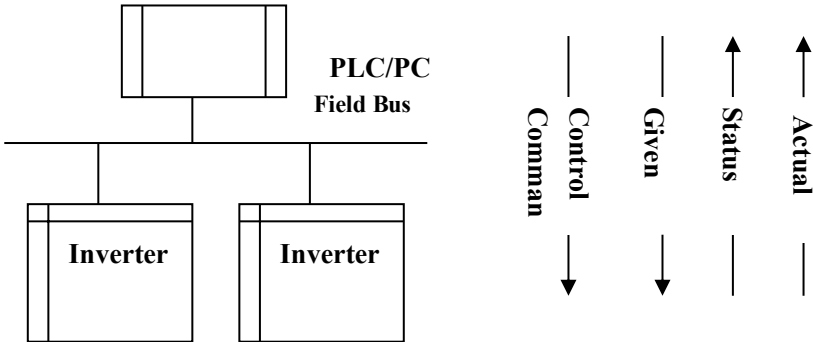 PLC/PC
Field Bus
Inverter
Inverter
Control
Comman
Given
Status
Actual